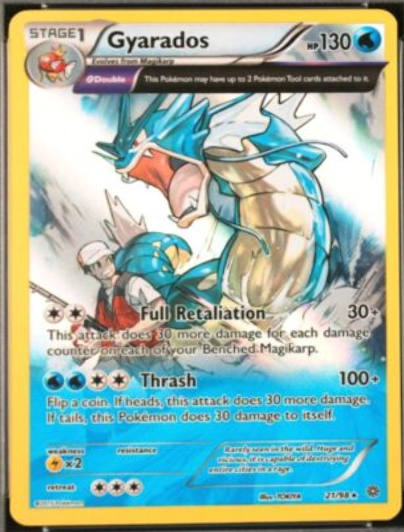 STAGE1 Gyarados HP130
Evolves from Magikarp
Ω Double This Pokémon may have up to 2 Pokémon Tool cards attached to it.
Full Retaliation 30+
This attack does 30 more damage for each damage
counter on each of your Benched Magikarp.
Thrash 100+
Flip a coin. If heads, this attack does 30 more damage.
If tails, this Pokémon does 30 damage to itself.
weakness resistance
×2
retreat
Rarely seen in the wild. Huge and
vicious, it is capable of destroying
entire cities in a rage.
Illus. TOKIYA 21/98